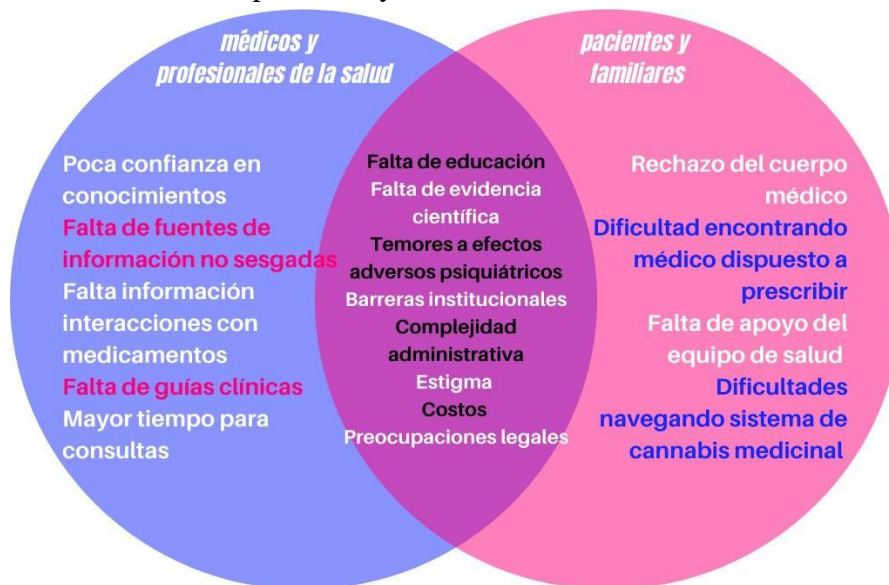 médicos y
profesionales de la salud
pacientes y
familiares
Poca confianza en
conocimientos
Falta de fuentes de
información no sesgadas
Falta información
interacciones con
medicamentos
Falta de guías clínicas
Mayor tiempo para
consultas
Falta de educación
Falta de evidencia
científica
Temores a efectos
adversos psiquiátricos
Barreras institucionales
Complejidad
administrativa
Estigma
Costos
Preocupaciones legales
Rechazo del cuerpo
médico
Dificultad encontrando
médico dispuesto a
prescribir
Falta de apoyo del
equipo de salud
Dificultades
navegando sistema de
cannabis medicinal